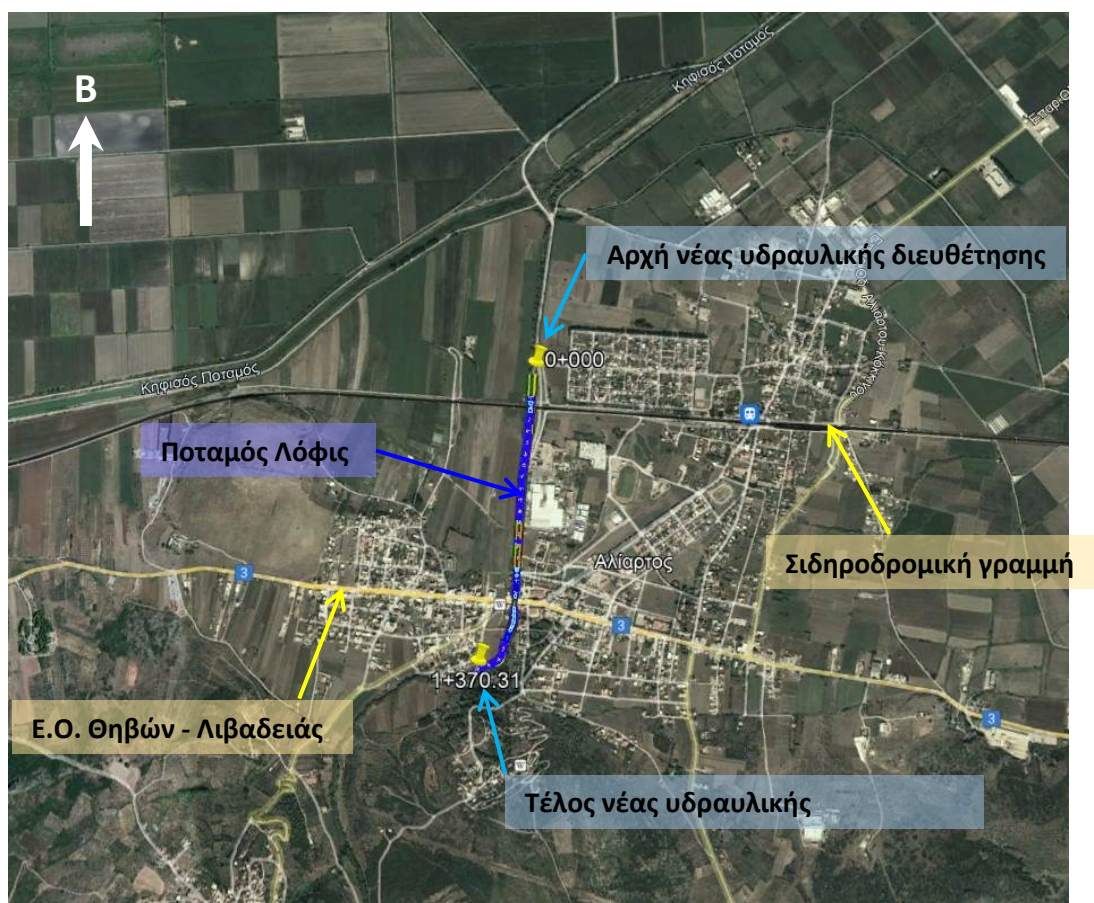 Κηφισός Ποταμός
Επαρ.Ο
Β
Αρχή νέας υδραυλικής διευθέτησης
0+000
Κηφισός Ποταμός
Ποταμός Λόφις
Αλίαρτος
Σιδηροδρομική γραμμή
3
3
1+370.31
Ε.Ο. Θηβών - Λιβαδειάς
3
Τέλος νέας υδραυλικής